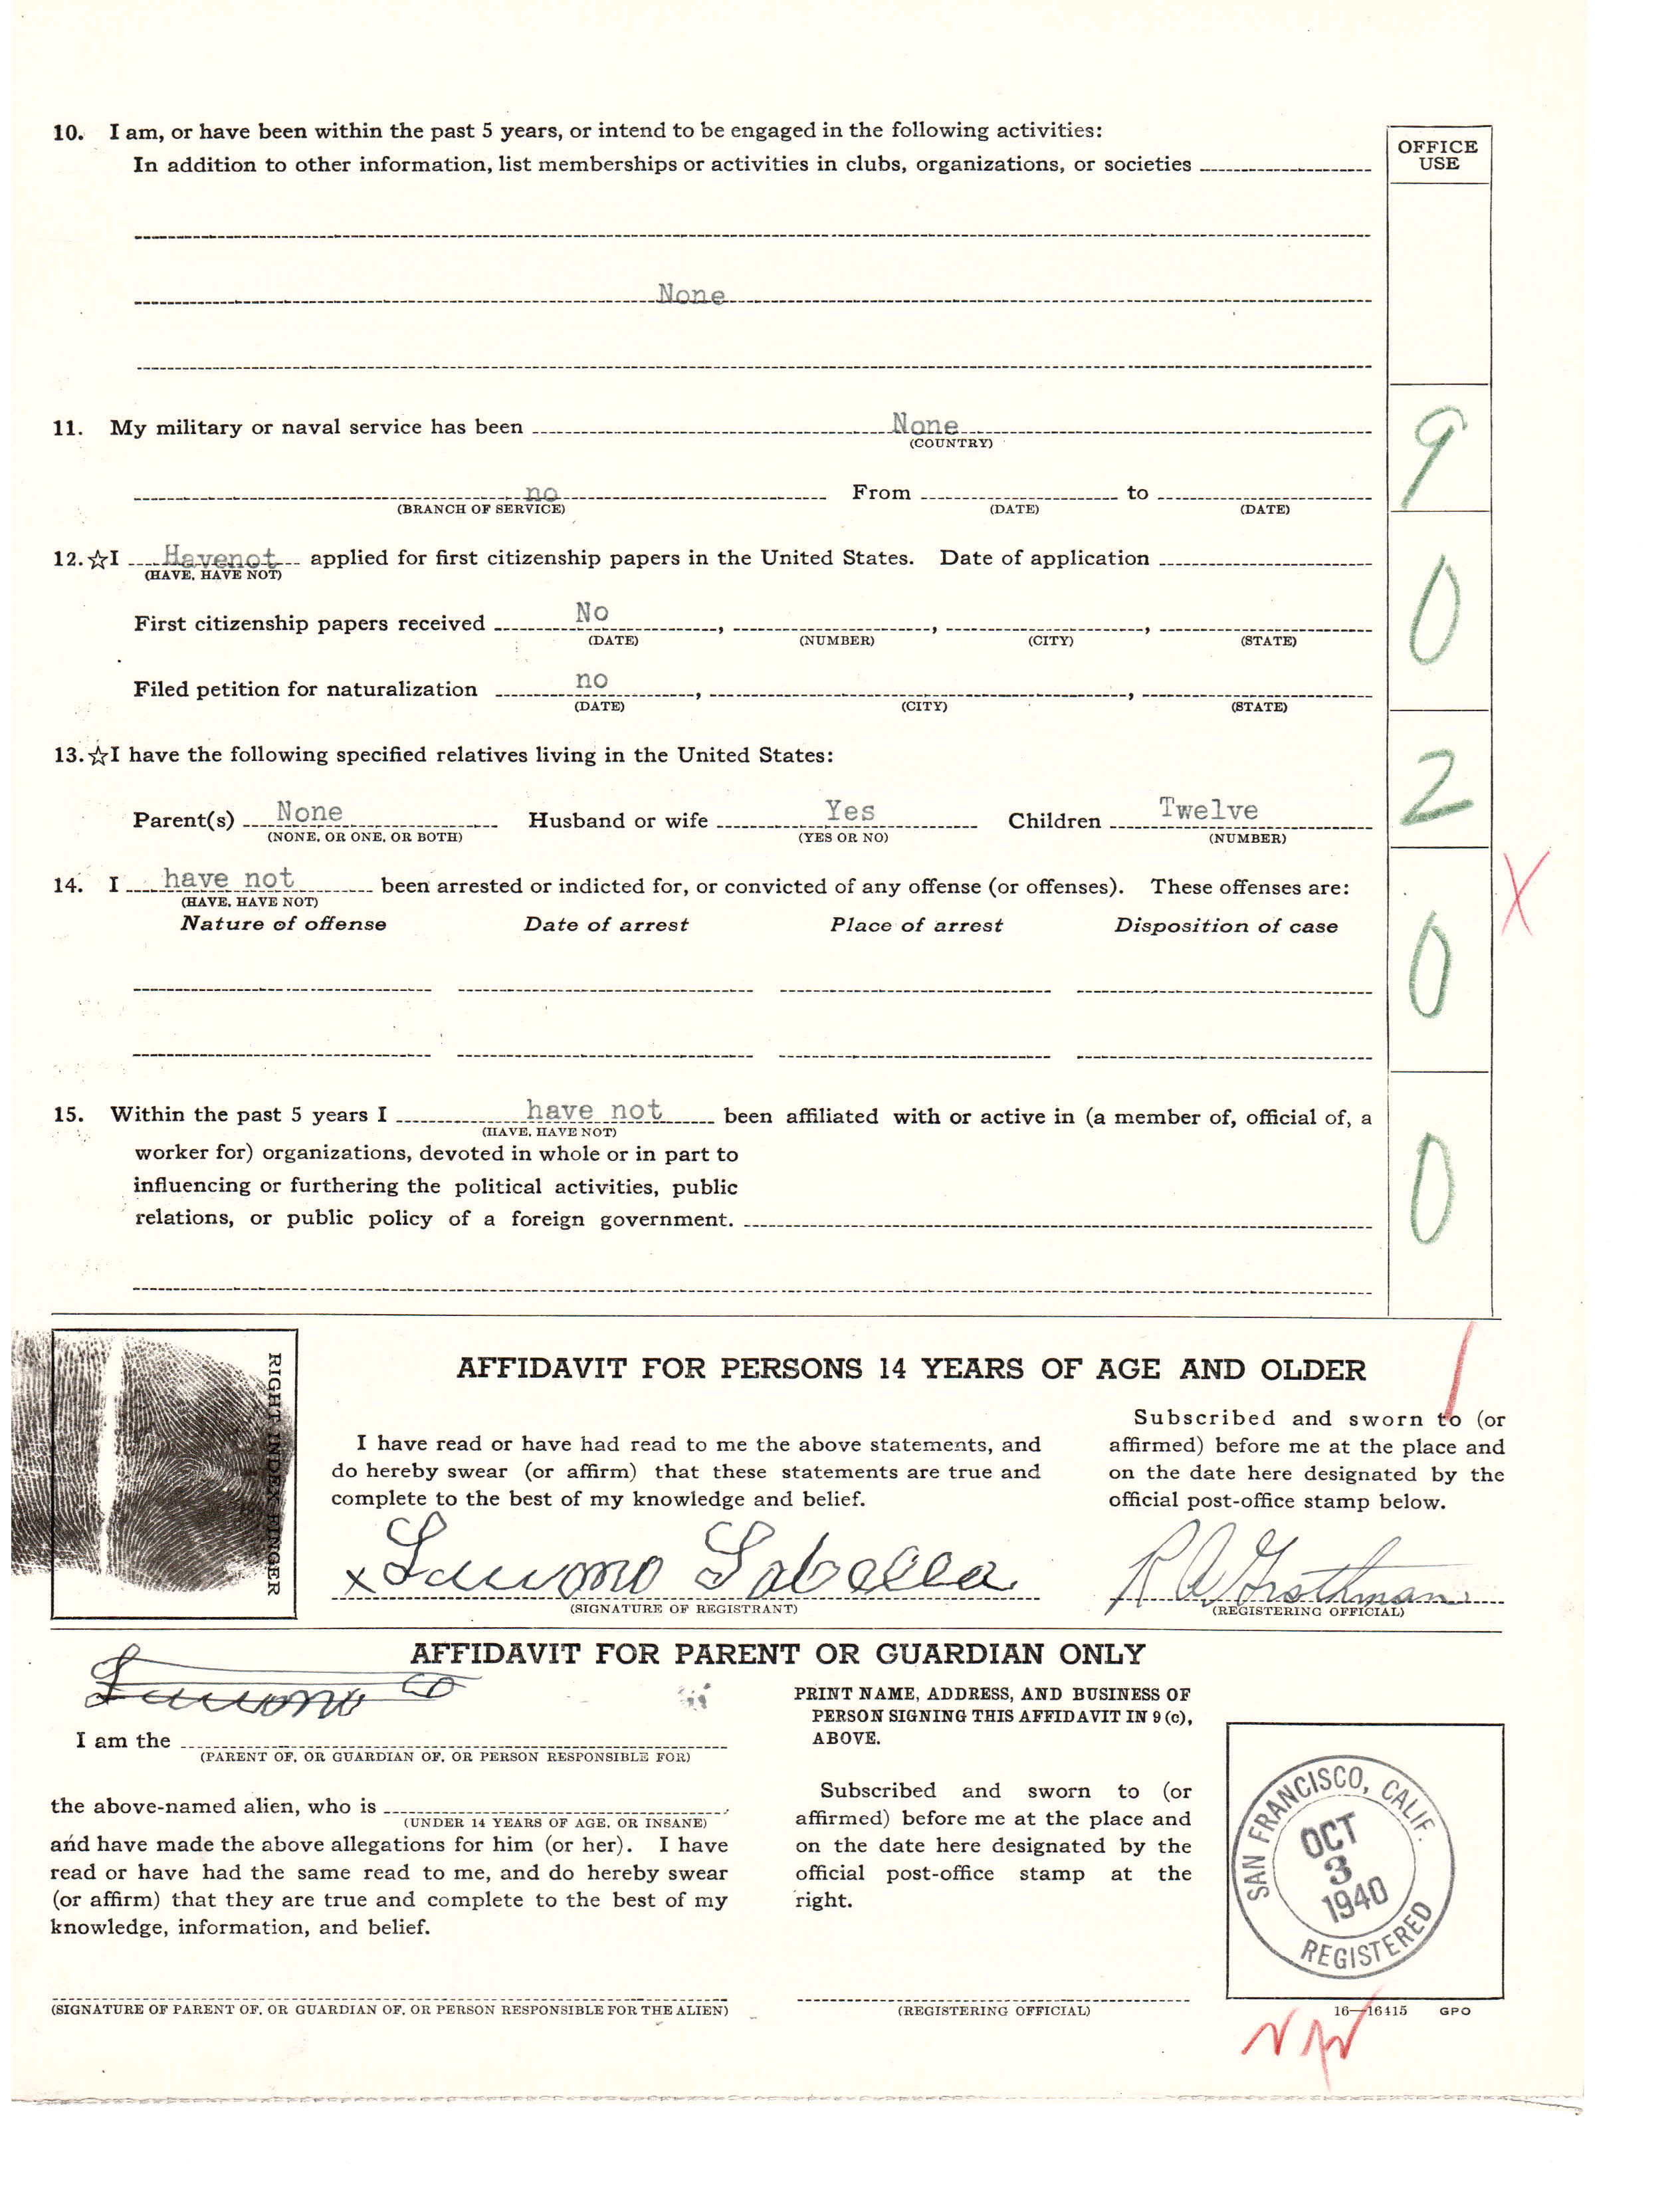 10. I am, or have been within the past 5 years, or intend to be engaged in the following activities:
In addition to other information, list memberships or activities in clubs, organizations, or societies
OFFICE
USE
None
11. My military or naval service has been None
(COUNTRY)
9
no From to
(BRANCH OF SERVICE) (DATE) (DATE)
12. ☆I Havenot applied for first citizenship papers in the United States. Date of application
(HAVE, HAVE NOT)
0
First citizenship papers received No , , ,
(DATE) (NUMBER) (CITY) (STATE)
Filed petition for naturalization no , ,
(DATE) (CITY) (STATE)
13. ☆I have the following specified relatives living in the United States:
2
Parent(s) None Husband or wife Yes Children Twelve
(NONE, OR ONE, OR BOTH) (YES OR NO) (NUMBER)
14. I have not been arrested or indicted for, or convicted of any offense (or offenses). These offenses are:
(HAVE, HAVE NOT)
X
Nature of offense Date of arrest Place of arrest Disposition of case
0
15. Within the past 5 years I have not been affiliated with or active in (a member of, official of, a
(HAVE, HAVE NOT)
worker for) organizations, devoted in whole or in part to
influencing or furthering the political activities, public
relations, or public policy of a foreign government.
0
RIGHT INDEX FINGER
AFFIDAVIT FOR PERSONS 14 YEARS OF AGE AND OLDER
I have read or have had read to me the above statements, and
do hereby swear (or affirm) that these statements are true and
complete to the best of my knowledge and belief.
Subscribed and sworn to (or
affirmed) before me at the place and
on the date here designated by the
official post-office stamp below.
x Sabella
(SIGNATURE OF REGISTRANT)
R A Grothman
(REGISTERING OFFICIAL)
AFFIDAVIT FOR PARENT OR GUARDIAN ONLY
I am the
(PARENT OF, OR GUARDIAN OF, OR PERSON RESPONSIBLE FOR)
the above-named alien, who is
(UNDER 14 YEARS OF AGE, OR INSANE)
and have made the above allegations for him (or her). I have
read or have had the same read to me, and do hereby swear
(or affirm) that they are true and complete to the best of my
knowledge, information, and belief.
(SIGNATURE OF PARENT OF, OR GUARDIAN OF, OR PERSON RESPONSIBLE FOR THE ALIEN)
PRINT NAME, ADDRESS, AND BUSINESS OF
PERSON SIGNING THIS AFFIDAVIT IN 9 (c),
ABOVE.
Subscribed and sworn to (or
affirmed) before me at the place and
on the date here designated by the
official post-office stamp at the
right.
(REGISTERING OFFICIAL)
SAN FRANCISCO, CALIF.
OCT
3
1940
REGISTERED
16—16415 GPO